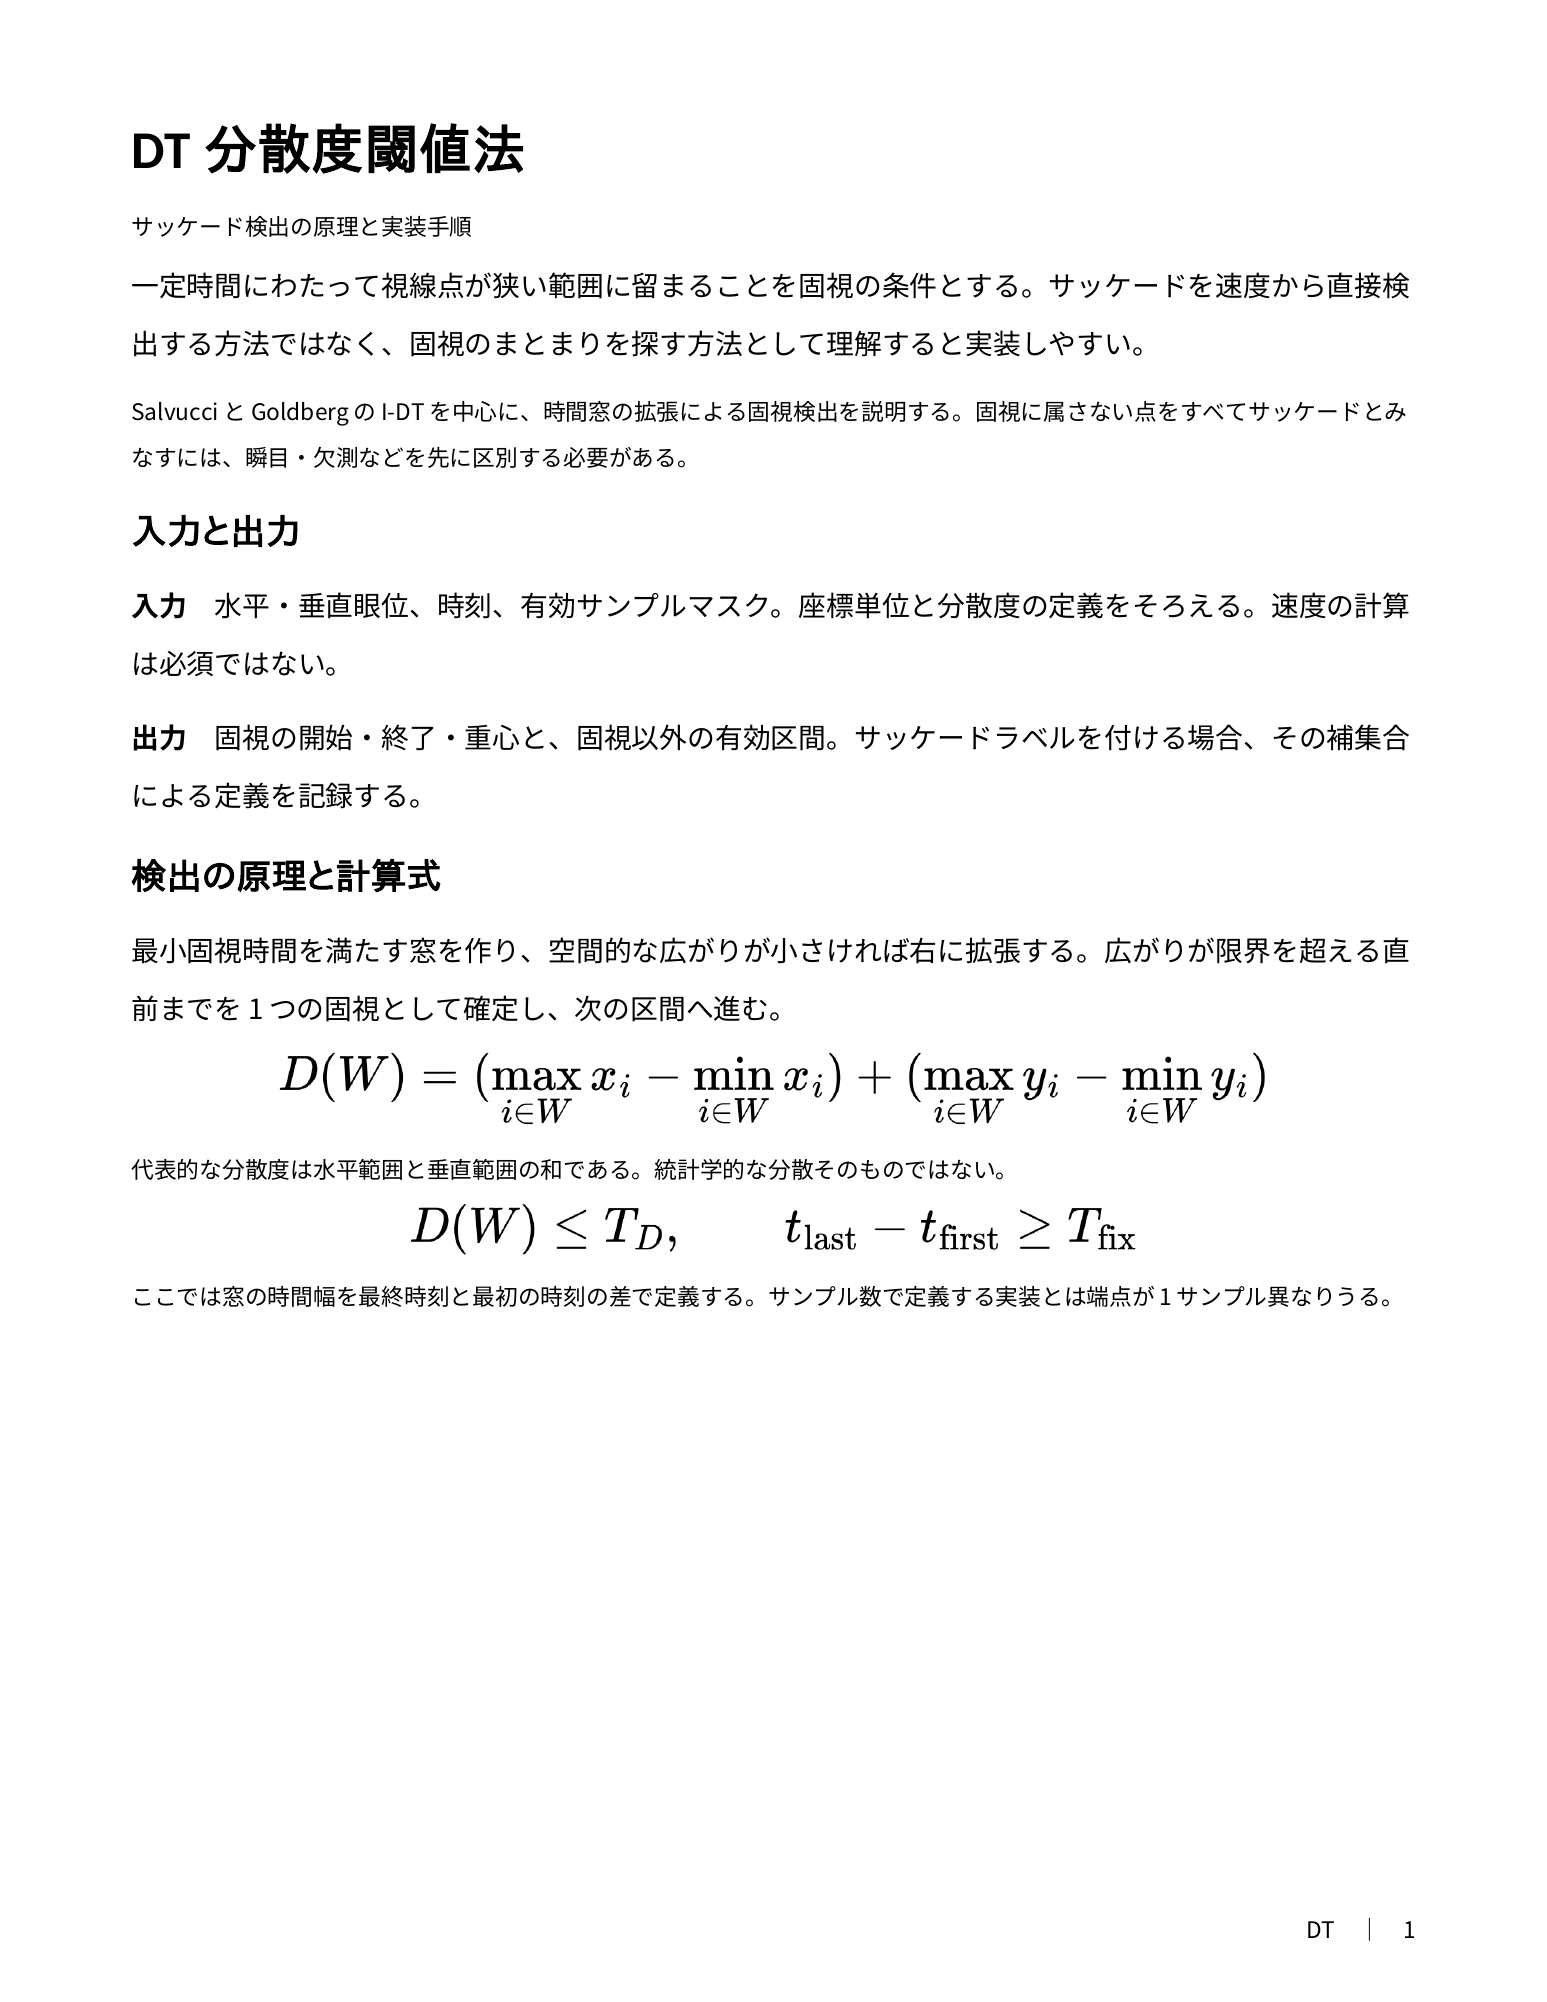 DT 分散度閾値法
サッケード検出の原理と実装手順
一定時間にわたって視線点が狭い範囲に留まることを固視の条件とする。サッケードを速度から直接検
出する方法ではなく、固視のまとまりを探す方法として理解すると実装しやすい。
Salvucci と Goldberg の I-DT を中心に、時間窓の拡張による固視検出を説明する。固視に属さない点をすべてサッケードとみ
なすには、瞬目・欠測などを先に区別する必要がある。
入力と出力
入力　水平・垂直眼位、時刻、有効サンプルマスク。座標単位と分散度の定義をそろえる。速度の計算
は必須ではない。
出力　固視の開始・終了・重心と、固視以外の有効区間。サッケードラベルを付ける場合、その補集合
による定義を記録する。
検出の原理と計算式
最小固視時間を満たす窓を作り、空間的な広がりが小さければ右に拡張する。広がりが限界を超える直
前までを 1 つの固視として確定し、次の区間へ進む。
$D(W) = (\max_{i \in W} x_i - \min_{i \in W} x_i) + (\max_{i \in W} y_i - \min_{i \in W} y_i)$
代表的な分散度は水平範囲と垂直範囲の和である。統計学的な分散そのものではない。
$D(W) \leq T_D, \qquad t_{\text{last}} - t_{\text{first}} \geq T_{\text{fix}}$
ここでは窓の時間幅を最終時刻と最初の時刻の差で定義する。サンプル数で定義する実装とは端点が 1 サンプル異なりうる。
DT ｜ 1